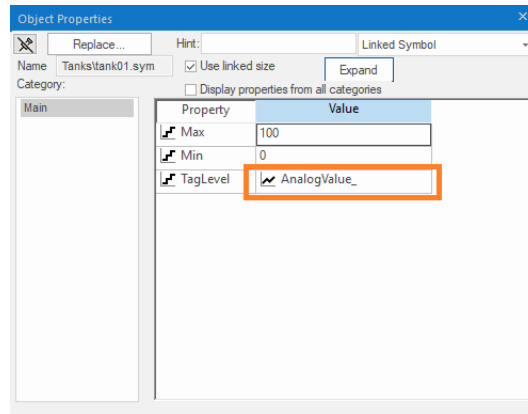 Object Properties
Replace... Hint: Linked Symbol
Name Tanks\tank01.sym Use linked size Expand
Category: Display properties from all categories
Main
Property Value
Max 100
Min 0
TagLevel AnalogValue_